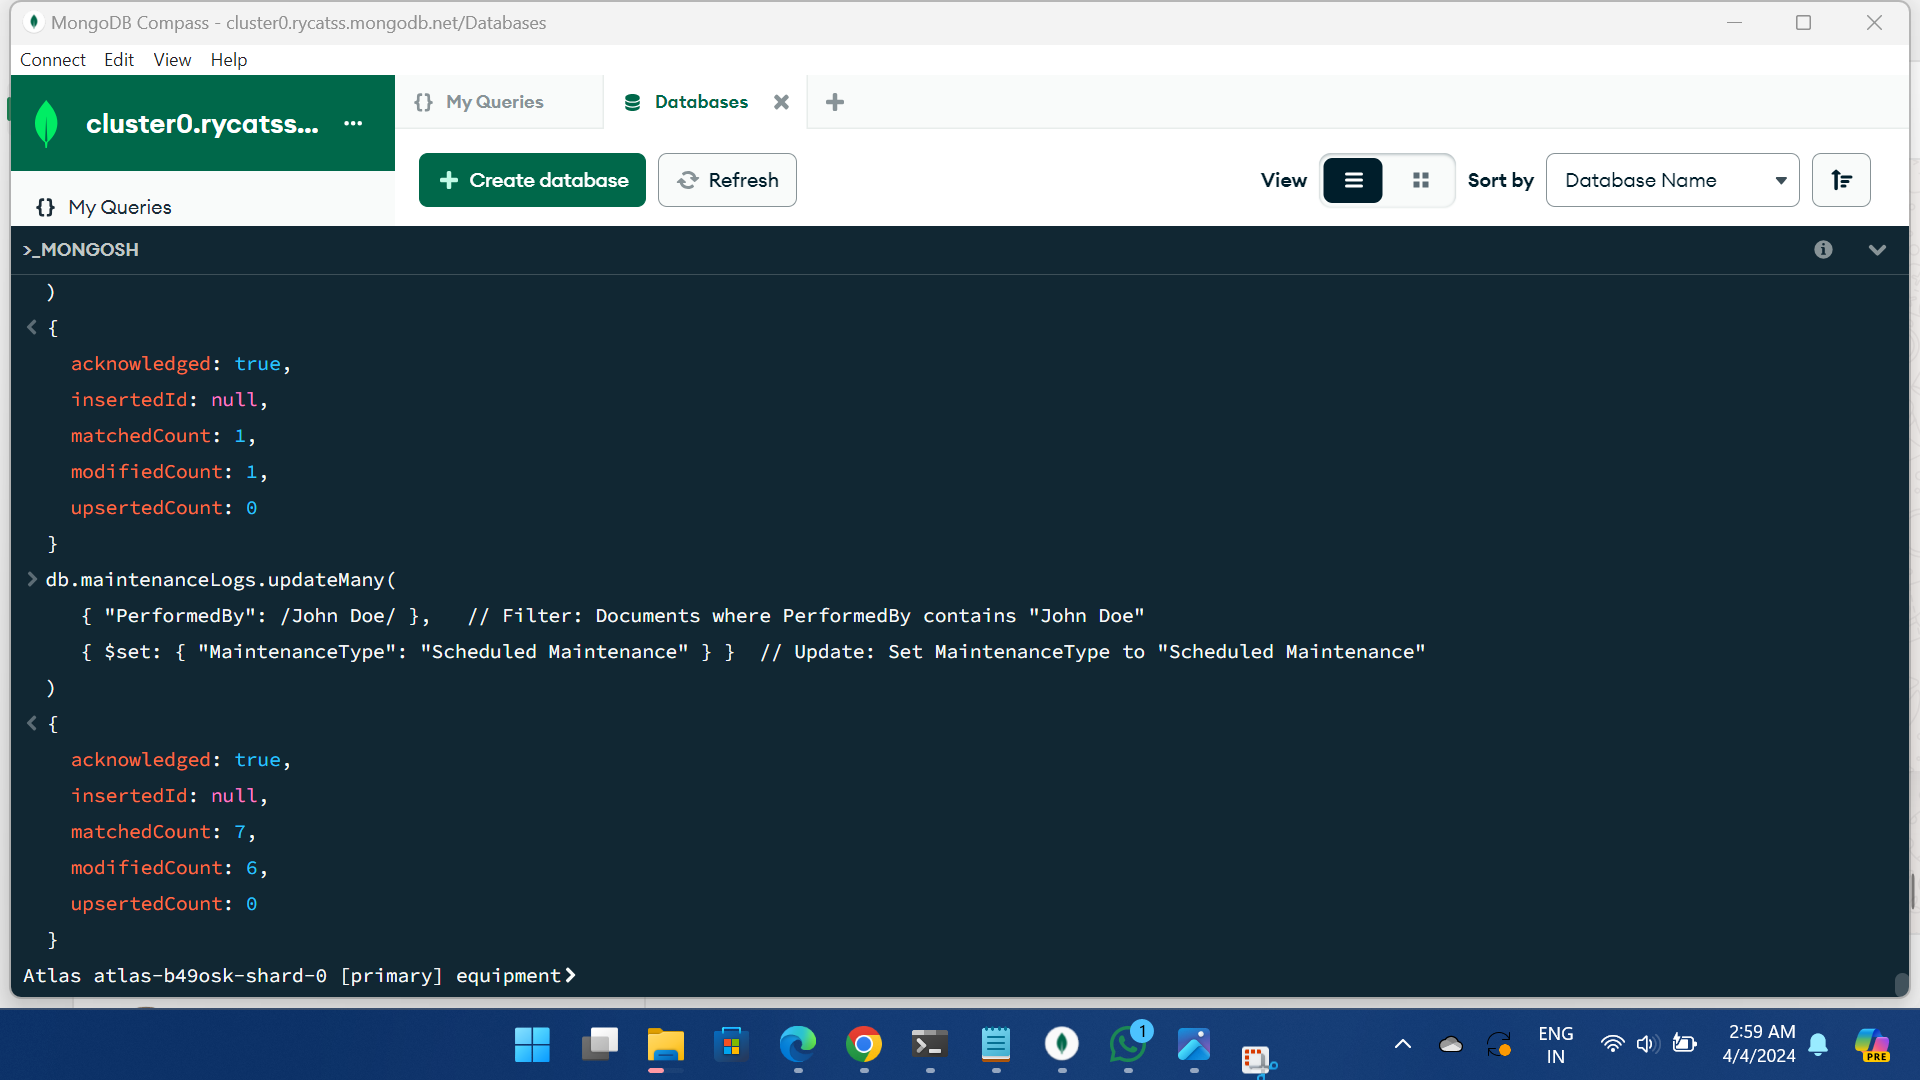 MongoDB Compass - cluster0.rycatss.mongodb.net/Databases
Connect Edit View Help
cluster0.rycatss... ...
{} My Queries
Databases
Create database
Refresh
View
Sort by
Database Name
{} My Queries
>_MONGOSH
)
< {
acknowledged: true,
insertedId: null,
matchedCount: 1,
modifiedCount: 1,
upsertedCount: 0
}
> db.maintenanceLogs.updateMany(
{ "PerformedBy": /John Doe/ }, // Filter: Documents where PerformedBy contains "John Doe"
{ $set: { "MaintenanceType": "Scheduled Maintenance" } } // Update: Set MaintenanceType to "Scheduled Maintenance"
)
< {
acknowledged: true,
insertedId: null,
matchedCount: 7,
modifiedCount: 6,
upsertedCount: 0
}
Atlas atlas-b49osk-shard-0 [primary] equipment>
1
ENG
IN
2:59 AM
4/4/2024
PRE